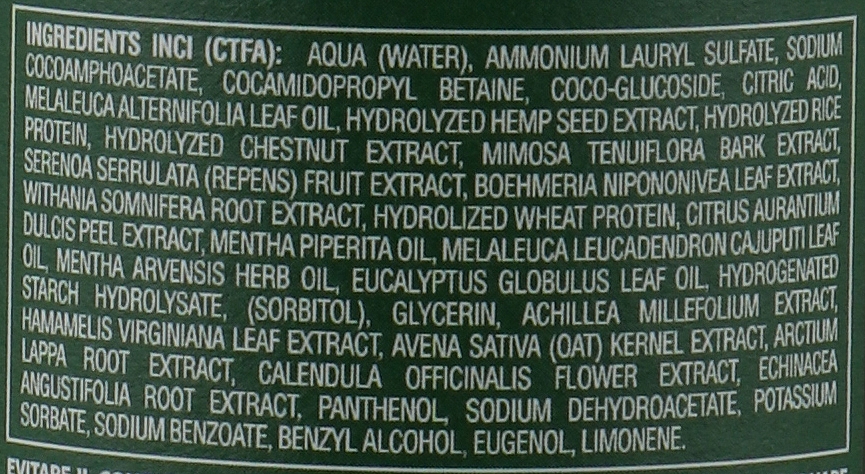 INGREDIENTS INCI (CTFA): AQUA (WATER), AMMONIUM LAURYL SULFATE, SODIUM
COCOAMPHOACETATE, COCAMIDOPROPYL BETAINE, COCO-GLUCOSIDE, CITRIC ACID,
MELALEUCA ALTERNIFOLIA LEAF OIL, HYDROLYZED HEMP SEED EXTRACT, HYDROLYZED RICE
PROTEIN, HYDROLYZED CHESTNUT EXTRACT, MIMOSA TENUIFLORA BARK EXTRACT,
SERENOA SERRULATA (REPENS) FRUIT EXTRACT, BOEHMERIA NIPONONIVEA LEAF EXTRACT,
WITHANIA SOMNIFERA ROOT EXTRACT, HYDROLIZED WHEAT PROTEIN, CITRUS AURANTIUM
DULCIS PEEL EXTRACT, MENTHA PIPERITA OIL, MELALEUCA LEUCADENDRON CAJUPUTI LEAF
OIL, MENTHA ARVENSIS HERB OIL, EUCALYPTUS GLOBULUS LEAF OIL, HYDROGENATED
STARCH HYDROLYSATE, (SORBITOL), GLYCERIN, ACHILLEA MILLEFOLIUM EXTRACT,
HAMAMELIS VIRGINIANA LEAF EXTRACT, AVENA SATIVA (OAT) KERNEL EXTRACT, ARCTIUM
LAPPA ROOT EXTRACT, CALENDULA OFFICINALIS FLOWER EXTRACT, ECHINACEA
ANGUSTIFOLIA ROOT EXTRACT, PANTHENOL, SODIUM DEHYDROACETATE, POTASSIUM
SORBATE, SODIUM BENZOATE, BENZYL ALCOHOL, EUGENOL, LIMONENE.
EVITARE IL